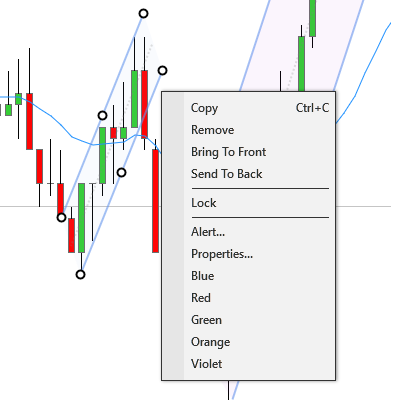 Copy Ctrl+C
Remove
Bring To Front
Send To Back
Lock
Alert...
Properties...
Blue
Red
Green
Orange
Violet